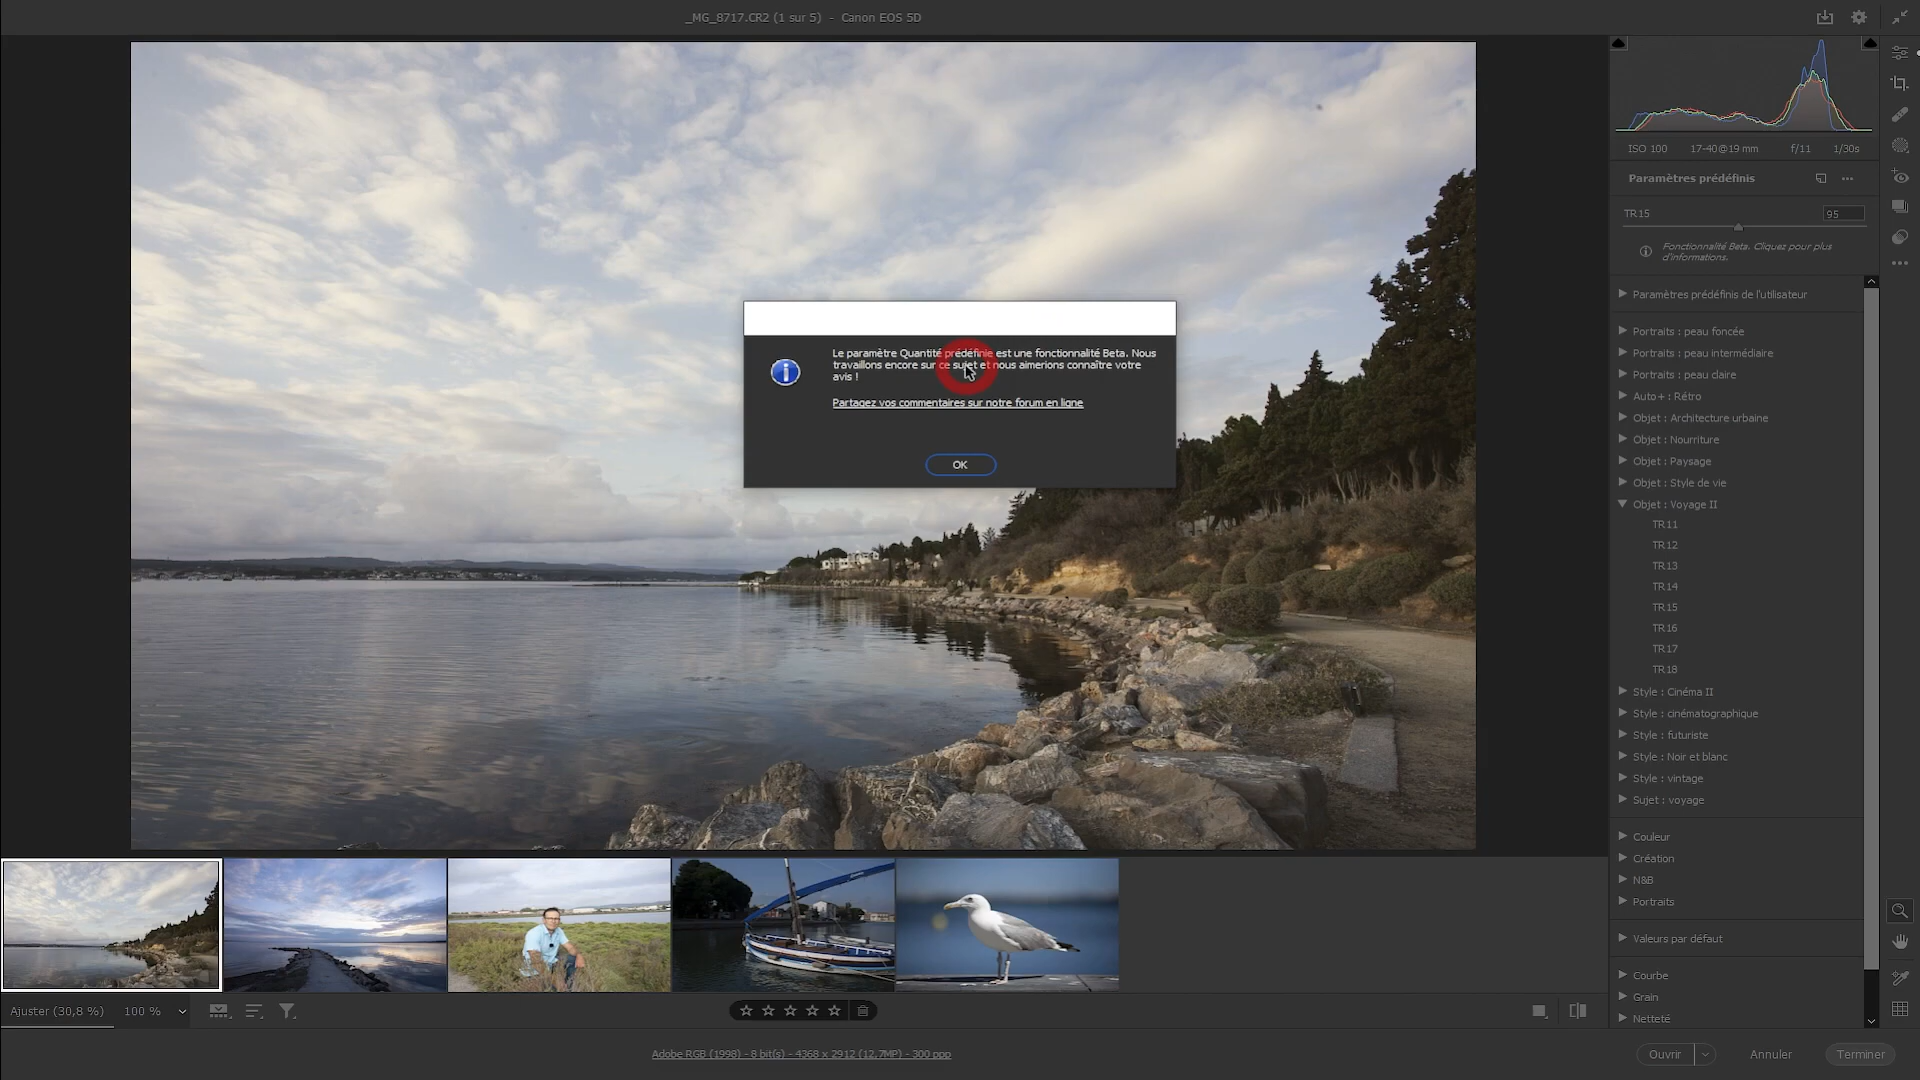 _MG_8717.CR2 (1 sur 5) - Canon EOS 5D
ISO 100 17-40@19 mm f/11 1/30s
Paramètres prédéfinis
TR15 95
Fonctionnalité Beta. Cliquez pour plus
d'informations.
Paramètres prédéfinis de l'utilisateur
Portraits : peau foncée
Portraits : peau intermédiaire
Portraits : peau claire
Auto+ : Rétro
Objet : Architecture urbaine
Objet : Nourriture
Objet : Paysage
Objet : Style de vie
Objet : Voyage II
TR11
TR12
TR13
TR14
TR15
TR16
TR17
TR18
Style : Cinéma II
Style : cinématographique
Style : futuriste
Style : Noir et blanc
Style : vintage
Sujet : voyage
Couleur
Création
N&B
Portraits
Valeurs par défaut
Courbe
Grain
Netteté
Le paramètre Quantité prédéfinie est une fonctionnalité Beta. Nous
travaillons encore sur ce sujet et nous aimerions connaître votre
avis !
Partagez vos commentaires sur notre forum en ligne
OK
Ajuster (30,8 %) 100 %
Adobe RGB (1998) - 8 bit(s) - 4368 x 2912 (12,7MP) - 300 ppp
Ouvrir Annuler Terminer